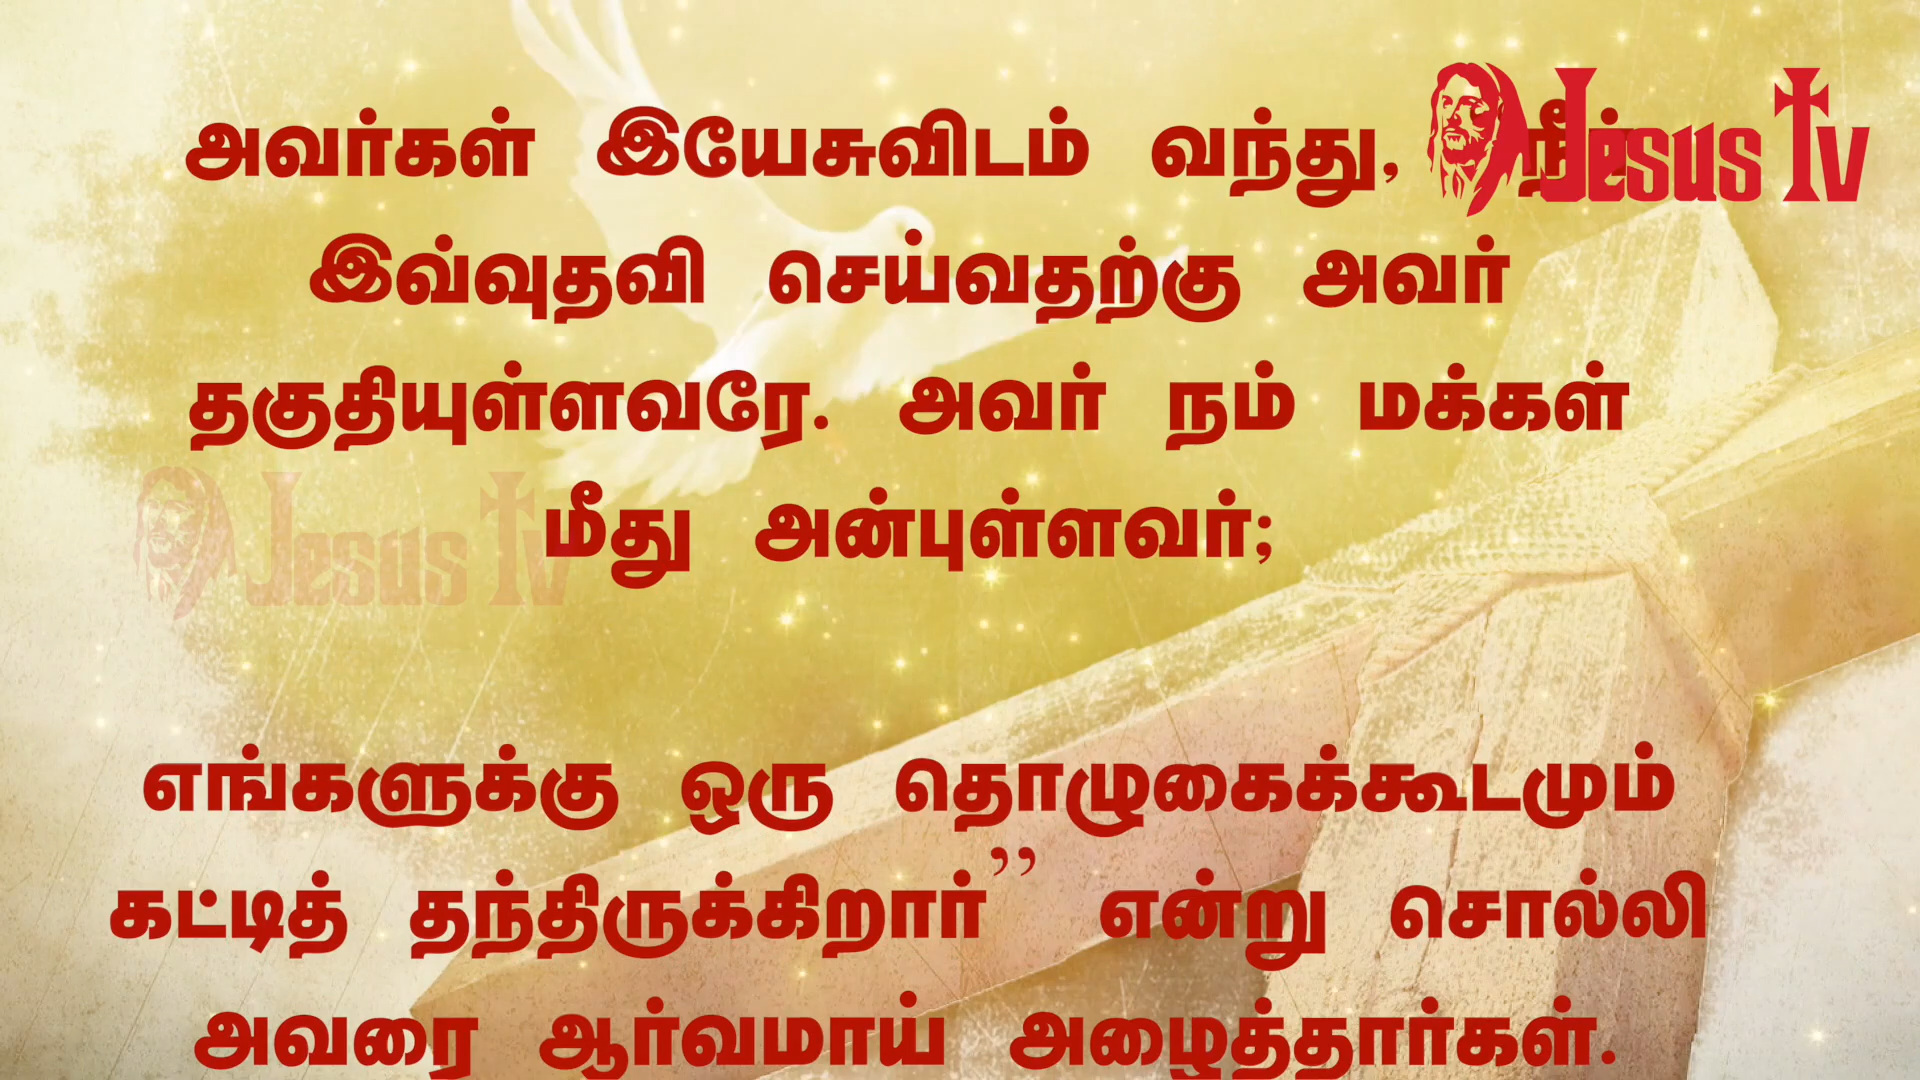 அவர்கள் இயேசுவிடம் வந்து, நீர்
Jesus Tv
இவ்வுதவி செய்வதற்கு அவர்
தகுதியுள்ளவரே. அவர் நம் மக்கள்
மீது அன்புள்ளவர்;
Jesus Tv
எங்களுக்கு ஒரு தொழுகைக்கூடமும்
கட்டித் தந்திருக்கிறார்’’ என்று சொல்லி
அவரை ஆர்வமாய் அழைத்தார்கள்.